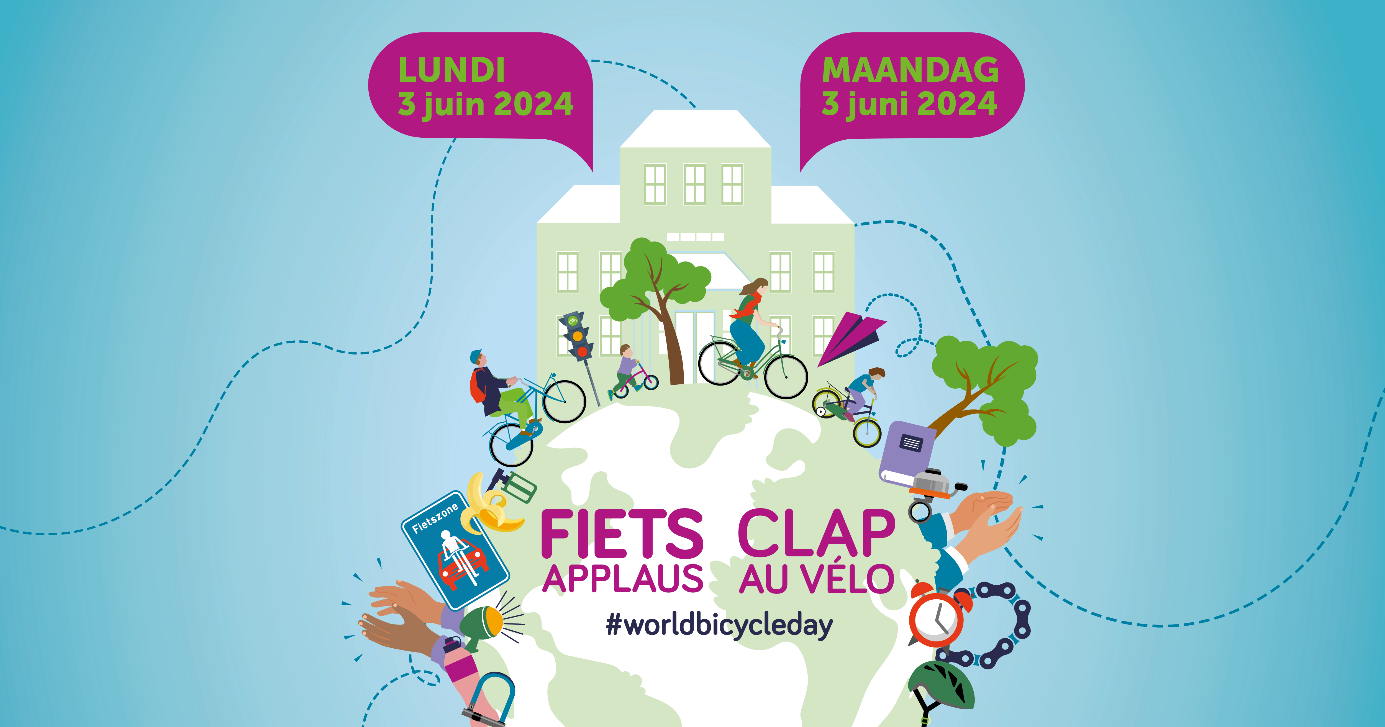 LUNDI
3 juin 2024
MAANDAG
3 juni 2024
Fietszone
FIETS
APPLAUS
CLAP
AU VÉLO
#worldbicycleday